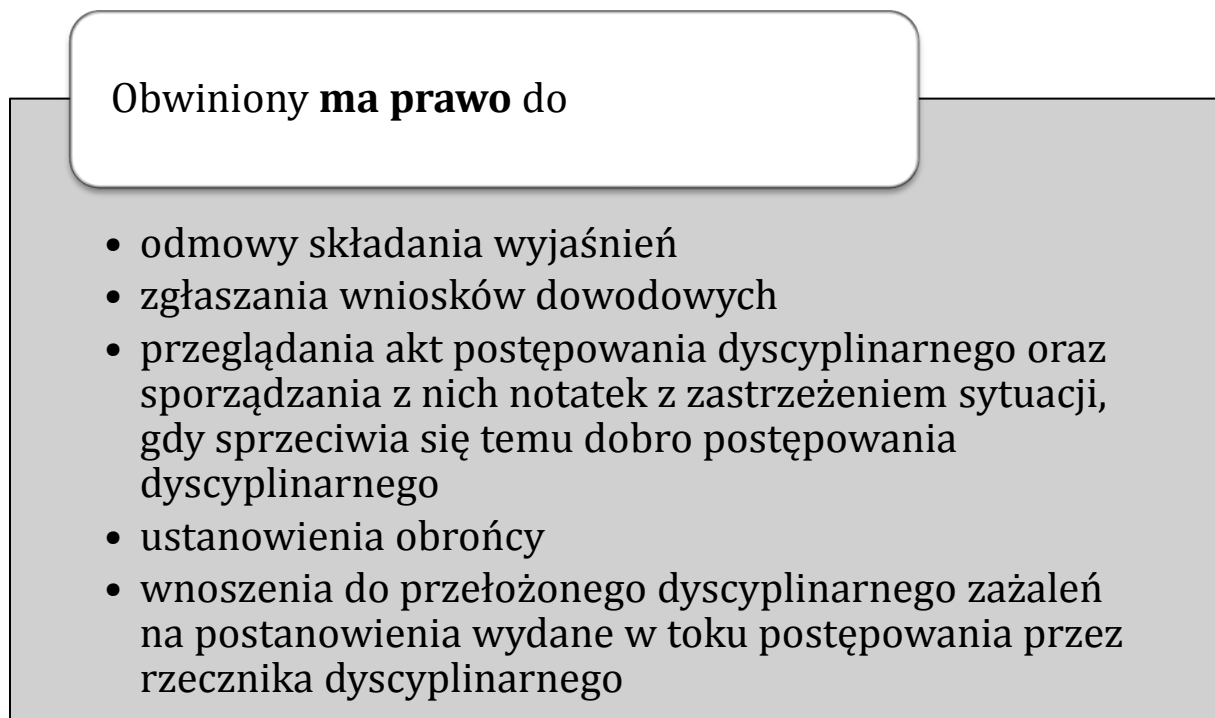 Obwiniony ma prawo do
• odmowy składania wyjaśnień
• zgłaszania wniosków dowodowych
• przeglądania akt postępowania dyscyplinarnego oraz
sporządzania z nich notatek z zastrzeżeniem sytuacji,
gdy sprzeciwia się temu dobro postępowania
dyscyplinarnego
• ustanowienia obrońcy
• wnoszenia do przełożonego dyscyplinarnego zażaleń
na postanowienia wydane w toku postępowania przez
rzecznika dyscyplinarnego